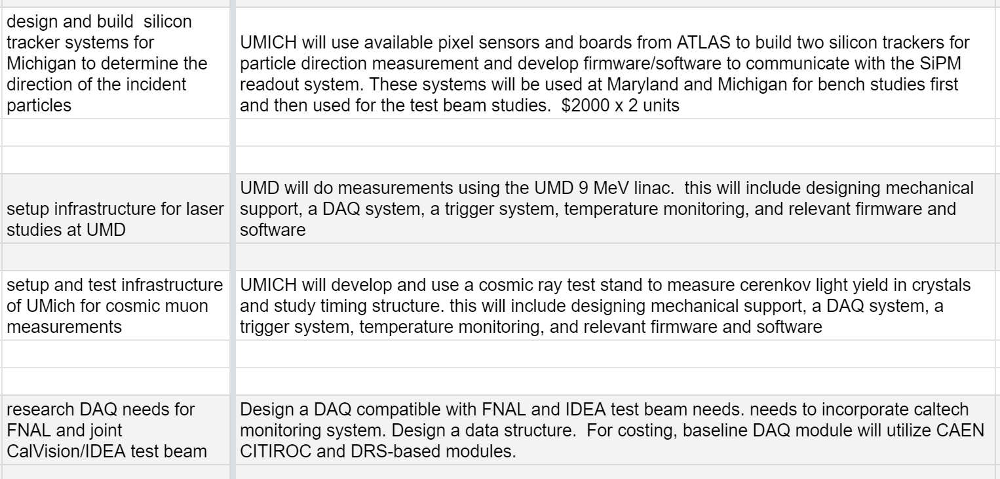 design and build  silicon
tracker systems for
Michigan to determine the
direction of the incident
particles
UMICH will use available pixel sensors and boards from ATLAS to build two silicon trackers for
particle direction measurement and develop firmware/software to communicate with the SiPM
readout system. These systems will be used at Maryland and Michigan for bench studies first
and then used for the test beam studies.  $2000 x 2 units
setup infrastructure for laser
studies at UMD
UMD will do measurements using the UMD 9 MeV linac.  this will include designing mechanical
support, a DAQ system, a trigger system, temperature monitoring, and relevant firmware and
software
setup and test infrastructure
of UMich for cosmic muon
measurements
UMICH will develop and use a cosmic ray test stand to measure cerenkov light yield in crystals
and study timing structure. this will include designing mechanical support, a DAQ system, a
trigger system, temperature monitoring, and relevant firmware and software
research DAQ needs for
FNAL and joint
CalVision/IDEA test beam
Design a DAQ compatible with FNAL and IDEA test beam needs. needs to incorporate caltech
monitoring system. Design a data structure.  For costing, baseline DAQ module will utilize CAEN
CITIROC and DRS-based modules.